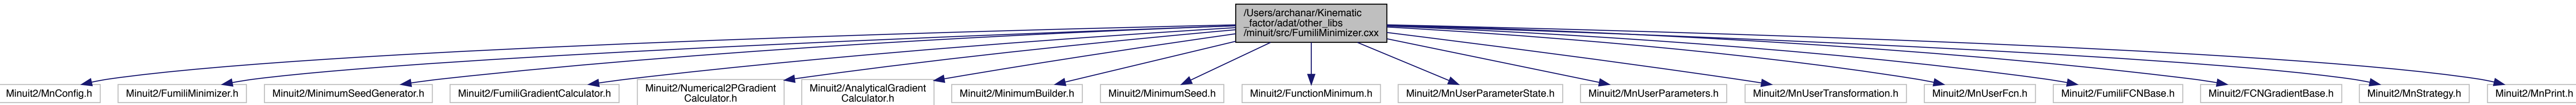 /Users/archanar/Kinematic
_factor/adat/other_libs
/minuit/src/FumiliMinimizer.cxx
Minuit2/MnConfig.h
Minuit2/FumiliMinimizer.h
Minuit2/MinimumSeedGenerator.h
Minuit2/FumiliGradientCalculator.h
Minuit2/Numerical2PGradient
Calculator.h
Minuit2/AnalyticalGradient
Calculator.h
Minuit2/MinimumBuilder.h
Minuit2/MinimumSeed.h
Minuit2/FunctionMinimum.h
Minuit2/MnUserParameterState.h
Minuit2/MnUserParameters.h
Minuit2/MnUserTransformation.h
Minuit2/MnUserFcn.h
Minuit2/FumiliFCNBase.h
Minuit2/FCNGradientBase.h
Minuit2/MnStrategy.h
Minuit2/MnPrint.h